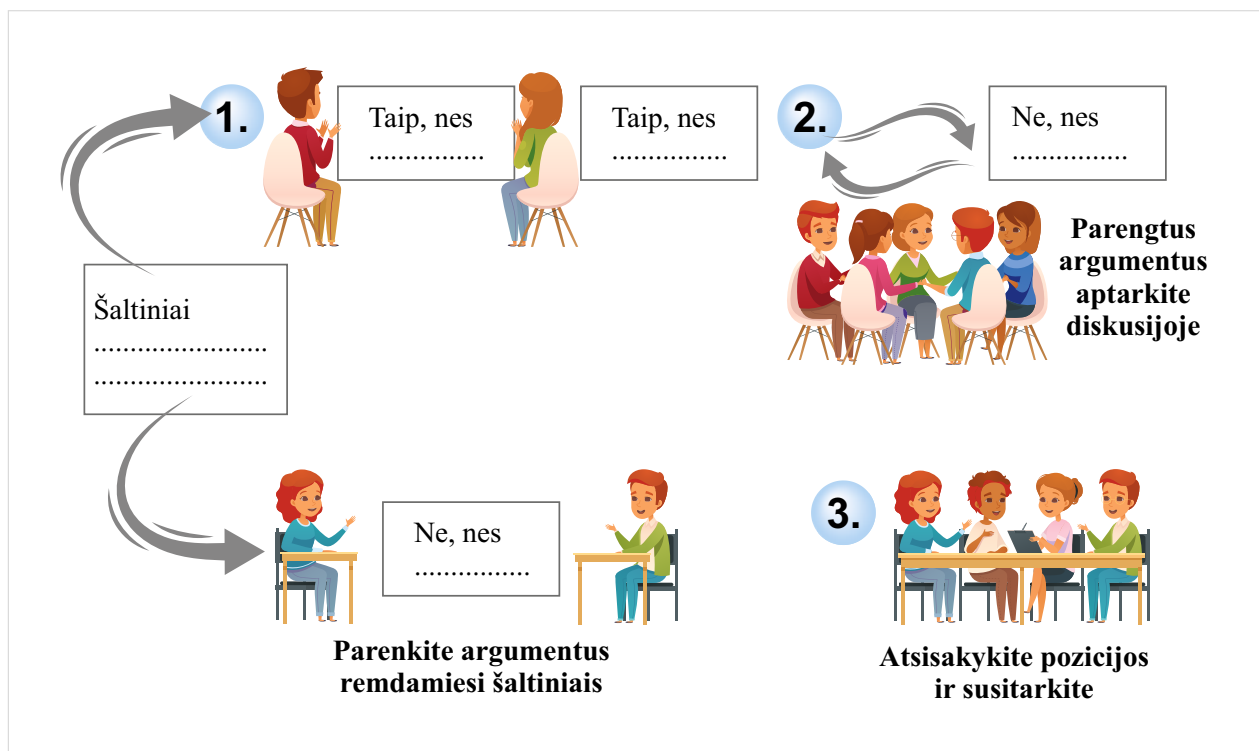 1.
Taip, nes
................
Taip, nes
................
2.
Ne, nes
................
Parengtus
argumentus
aptarkite
diskusijoje
Šaltiniai
........................
........................
Ne, nes
................
Parenkite argumentus
remdamiesi šaltiniais
3.
Atsisakykite pozicijos
ir susitarkite